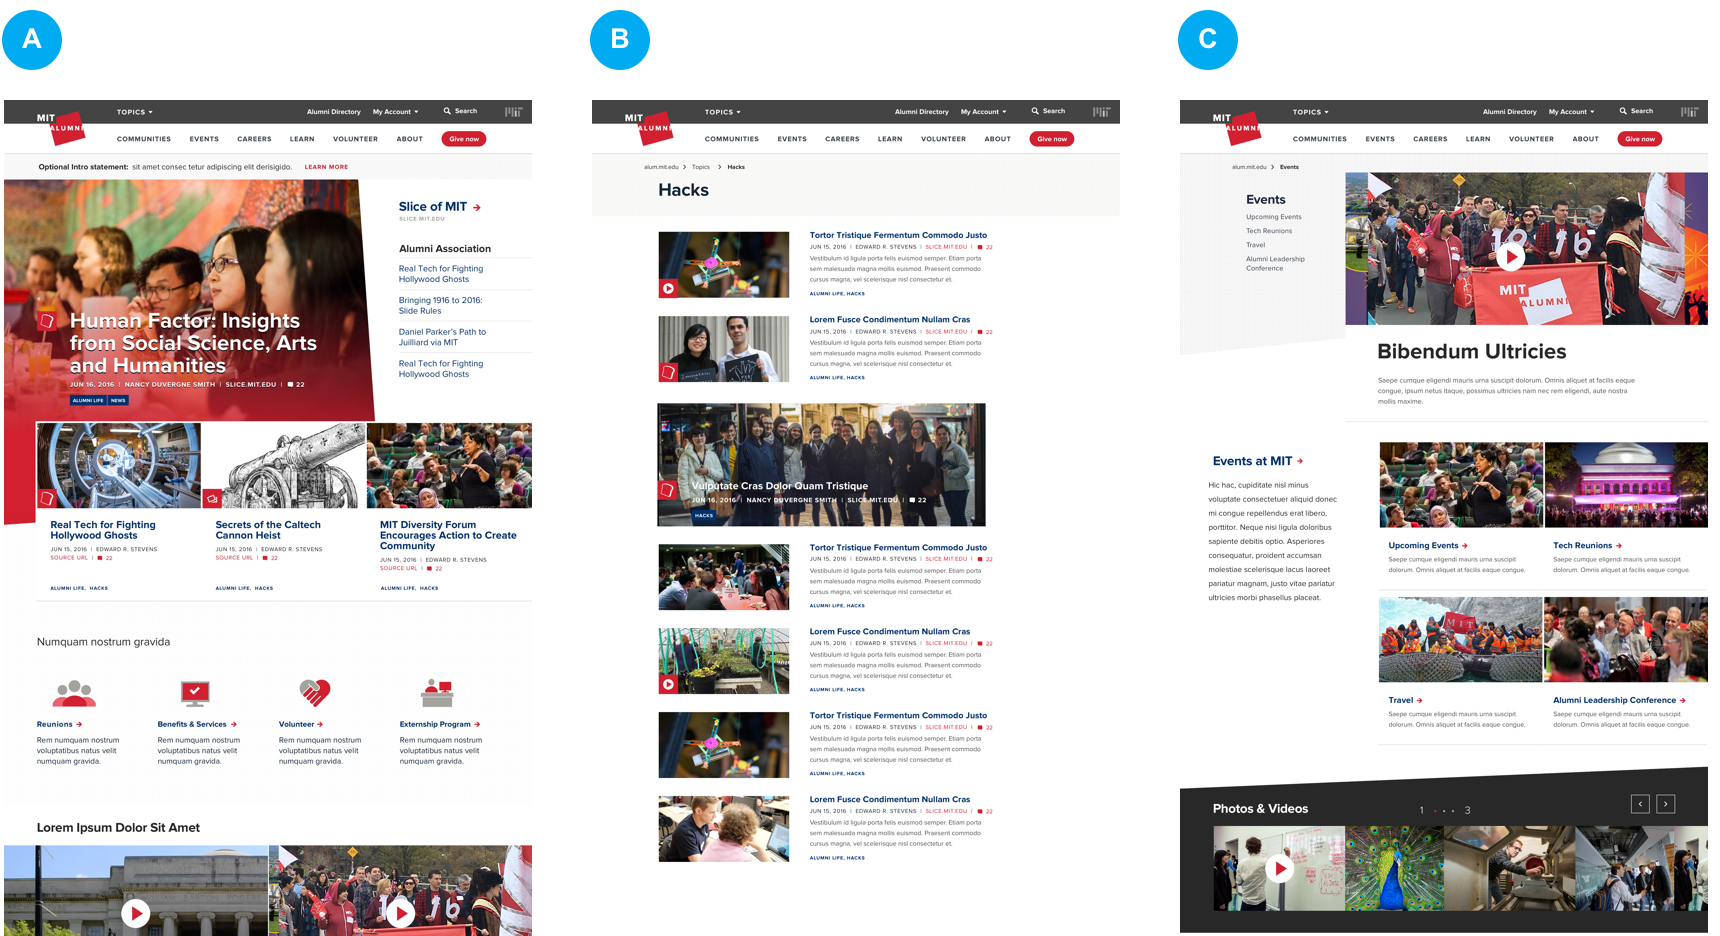 A
MIT
ALUMNI
TOPICS
Alumni Directory
My Account
Search
COMMUNITIES
EVENTS
CAREERS
LEARN
VOLUNTEER
ABOUT
Give now
Optional Intro statement: sit amet consec tetur adipiscing elit derisigido.
LEARN MORE
Human Factor: Insights
from Social Science, Arts
and Humanities
JUN 16, 2016 | NANCY DUVERGNE SMITH | SLICE.MIT.EDU | 22
ALUMNI LIFE
NEWS
Slice of MIT
SLICE.MIT.EDU
Alumni Association
Real Tech for Fighting
Hollywood Ghosts
Bringing 1916 to 2016:
Slide Rules
Daniel Parker's Path to
Juilliard via MIT
Real Tech for Fighting
Hollywood Ghosts
Real Tech for Fighting
Hollywood Ghosts
JUN 15, 2016 | EDWARD R. STEVENS
SOURCE URL | 22
ALUMNI LIFE, HACKS
Secrets of the Caltech
Cannon Heist
JUN 15, 2016 | EDWARD R. STEVENS
SOURCE URL | 22
ALUMNI LIFE, HACKS
MIT Diversity Forum
Encourages Action to Create
Community
JUN 15, 2016 | EDWARD R. STEVENS
SOURCE URL | 22
ALUMNI LIFE, HACKS
Numquam nostrum gravida
Reunions
Rem numquam nostrum
voluptatibus natus velit
numquam gravida.
Benefits & Services
Rem numquam nostrum
voluptatibus natus velit
numquam gravida.
Volunteer
Rem numquam nostrum
voluptatibus natus velit
numquam gravida.
Externship Program
Rem numquam nostrum
voluptatibus natus velit
numquam gravida.
Lorem Ipsum Dolor Sit Amet
B
MIT
ALUMNI
TOPICS
Alumni Directory
My Account
Search
COMMUNITIES
EVENTS
CAREERS
LEARN
VOLUNTEER
ABOUT
Give now
alum.mit.edu > Topics > Hacks
Hacks
Tortor Tristique Fermentum Commodo Justo
JUN 15, 2016 | EDWARD R. STEVENS | SLICE.MIT.EDU | 22
Vestibulum id ligula porta felis euismod semper. Etiam porta
sem malesuada magna mollis euismod. Praesent commodo
cursus magna, vel scelerisque nisl consectetur et.
ALUMNI LIFE, HACKS
Lorem Fusce Condimentum Nullam Cras
JUN 15, 2016 | EDWARD R. STEVENS | SLICE.MIT.EDU | 22
Vestibulum id ligula porta felis euismod semper. Etiam porta
sem malesuada magna mollis euismod. Praesent commodo
cursus magna, vel scelerisque nisl consectetur et.
ALUMNI LIFE, HACKS
Vulputate Cras Dolor Quam Tristique
JUN 16, 2016 | NANCY DUVERGNE SMITH | SLICE.MIT.EDU | 22
HACKS
Tortor Tristique Fermentum Commodo Justo
JUN 15, 2016 | EDWARD R. STEVENS | SLICE.MIT.EDU | 22
Vestibulum id ligula porta felis euismod semper. Etiam porta
sem malesuada magna mollis euismod. Praesent commodo
cursus magna, vel scelerisque nisl consectetur et.
ALUMNI LIFE, HACKS
Lorem Fusce Condimentum Nullam Cras
JUN 15, 2016 | EDWARD R. STEVENS | SLICE.MIT.EDU | 22
Vestibulum id ligula porta felis euismod semper. Etiam porta
sem malesuada magna mollis euismod. Praesent commodo
cursus magna, vel scelerisque nisl consectetur et.
ALUMNI LIFE, HACKS
Tortor Tristique Fermentum Commodo Justo
JUN 15, 2016 | EDWARD R. STEVENS | SLICE.MIT.EDU | 22
Vestibulum id ligula porta felis euismod semper. Etiam porta
sem malesuada magna mollis euismod. Praesent commodo
cursus magna, vel scelerisque nisl consectetur et.
ALUMNI LIFE, HACKS
Lorem Fusce Condimentum Nullam Cras
JUN 15, 2016 | EDWARD R. STEVENS | SLICE.MIT.EDU | 22
Vestibulum id ligula porta felis euismod semper. Etiam porta
sem malesuada magna mollis euismod. Praesent commodo
cursus magna, vel scelerisque nisl consectetur et.
ALUMNI LIFE, HACKS
C
MIT
ALUMNI
TOPICS
Alumni Directory
My Account
Search
COMMUNITIES
EVENTS
CAREERS
LEARN
VOLUNTEER
ABOUT
Give now
alum.mit.edu > Events
Events
Upcoming Events
Tech Reunions
Travel
Alumni Leadership
Conference
MIT
ALUMNI
Bibendum Ultricies
Saepe cumque eligendi mauris urna suscipit dolorum. Omnis aliquet at facilis eaque
congue, ipsum netus itaque, possimus ultricies nam nec rem eligendi, aute nostra
mollis maxime.
Events at MIT
Hic hac, cupiditate nisl minus
voluptate consectetuer aliquid donec
mi congue repellendus erat libero,
porttitor. Neque nisi ligula doloribus
sapiente debitis optio. Asperiores
consequatur, proident accumsan
molestiae scelerisque lacus laoreet
pariatur magnam, justo vitae pariatur
ultricies morbi phasellus placeat.
Upcoming Events
Saepe cumque eligendi mauris urna suscipit
dolorum. Omnis aliquet at facilis eaque congue.
Tech Reunions
Saepe cumque eligendi mauris urna suscipit
dolorum. Omnis aliquet at facilis eaque congue.
MIT
Travel
Saepe cumque eligendi mauris urna suscipit
dolorum. Omnis aliquet at facilis eaque congue.
Alumni Leadership Conference
Saepe cumque eligendi mauris urna suscipit
dolorum. Omnis aliquet at facilis eaque congue.
Photos & Videos
1
3